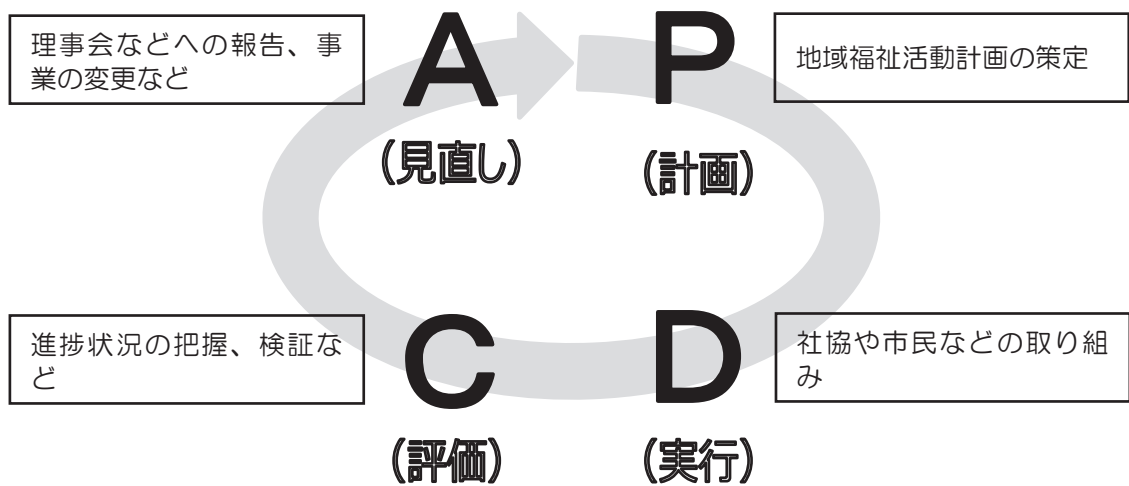 理事会などへの報告、事
業の変更など
A
(見直し)
P
(計画)
地域福祉活動計画の策定
進捗状況の把握、検証な
ど
C
(評価)
D
(実行)
社協や市民などの取り組
み